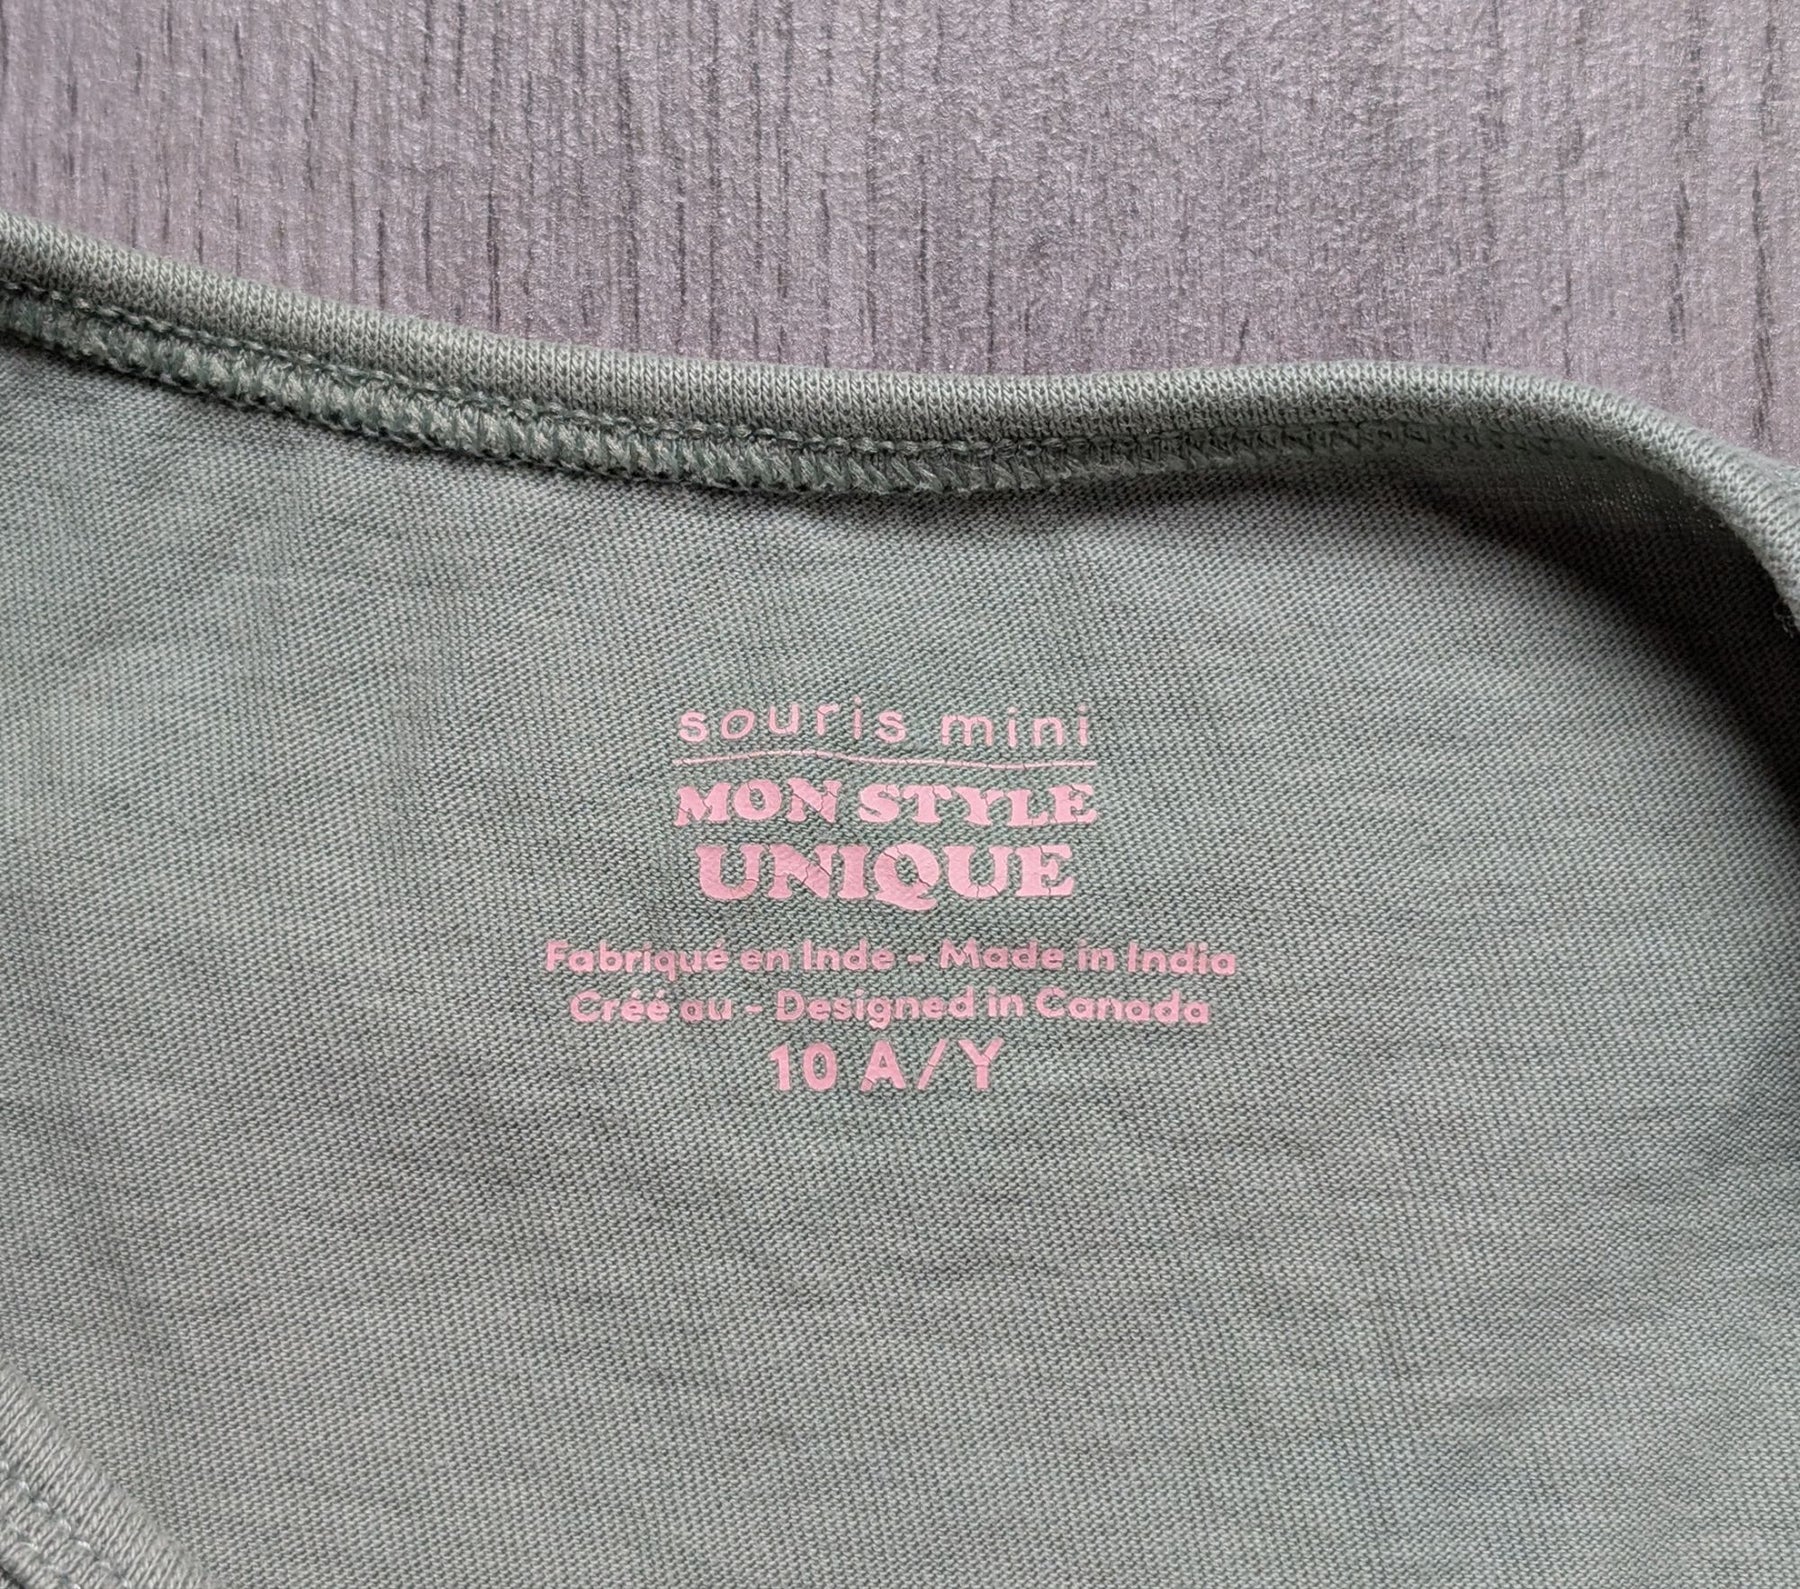 souris mini
MON STYLE
UNIQUE
Fabriqué en Inde - Made in India
Créé au - Designed in Canada
10 A/Y